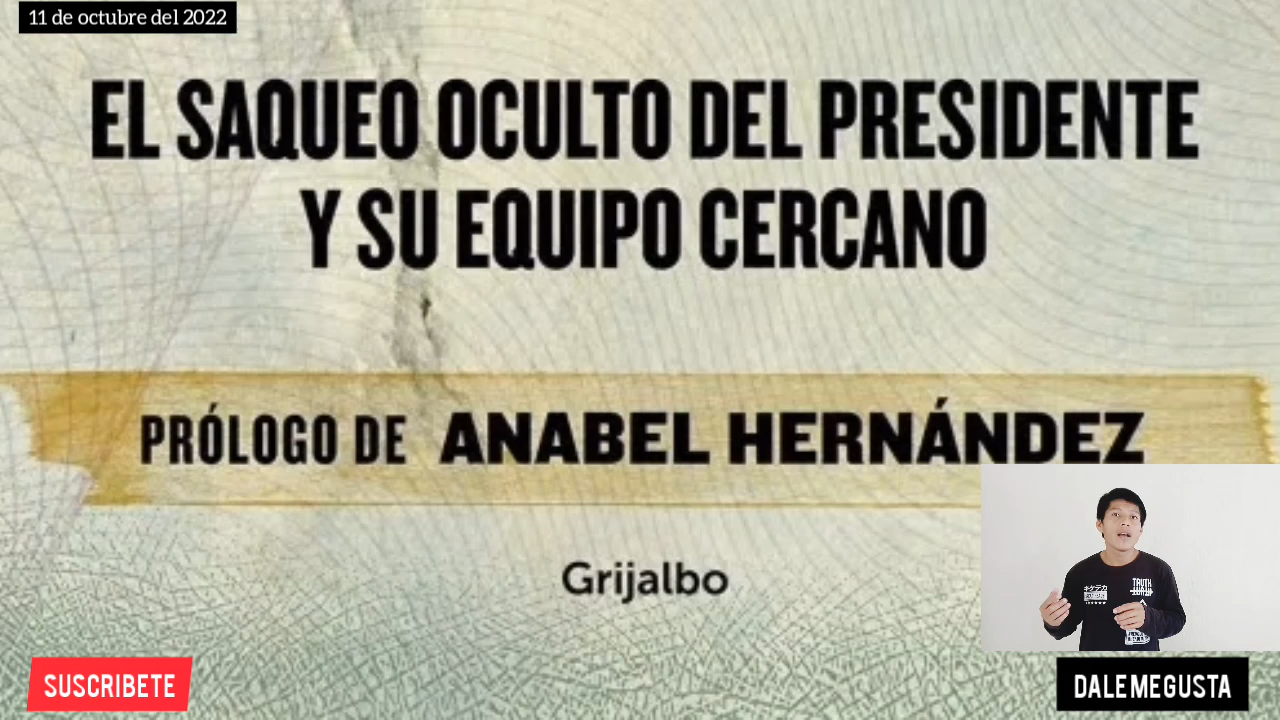 11 de octubre del 2022
EL SAQUEO OCULTO DEL PRESIDENTE
Y SU EQUIPO CERCANO
PRÓLOGO DE ANABEL HERNÁNDEZ
Grijalbo
TRUTH
SUSCRIBETE
DALE ME GUSTA